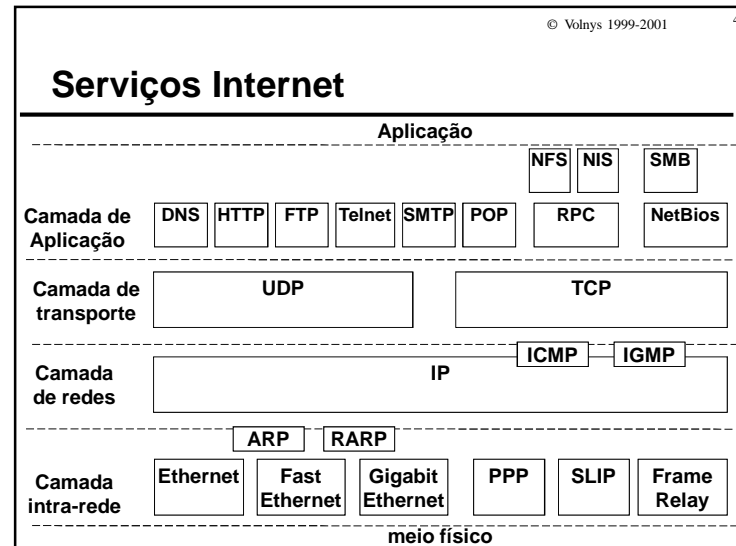 © Volnys 1999-2001
4
Serviços Internet
Aplicação
NFS NIS SMB
Camada de Aplicação
DNS HTTP FTP Telnet SMTP POP RPC NetBios
Camada de transporte
UDP TCP
ICMP IGMP
Camada de redes
IP
ARP RARP
Camada intra-rede
Ethernet Fast Ethernet Gigabit Ethernet PPP SLIP Frame Relay
meio físico